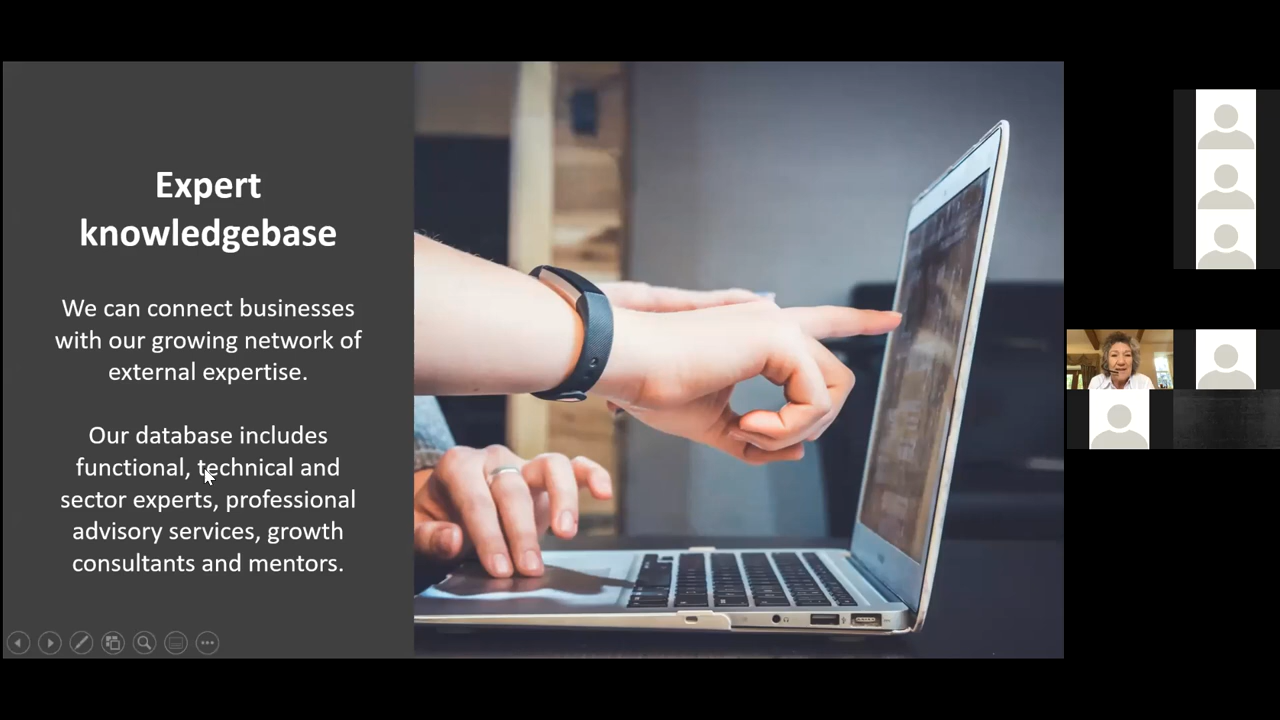 Expert
knowledgebase
We can connect businesses
with our growing network of
external expertise.
Our database includes
functional, technical and
sector experts, professional
advisory services, growth
consultants and mentors.